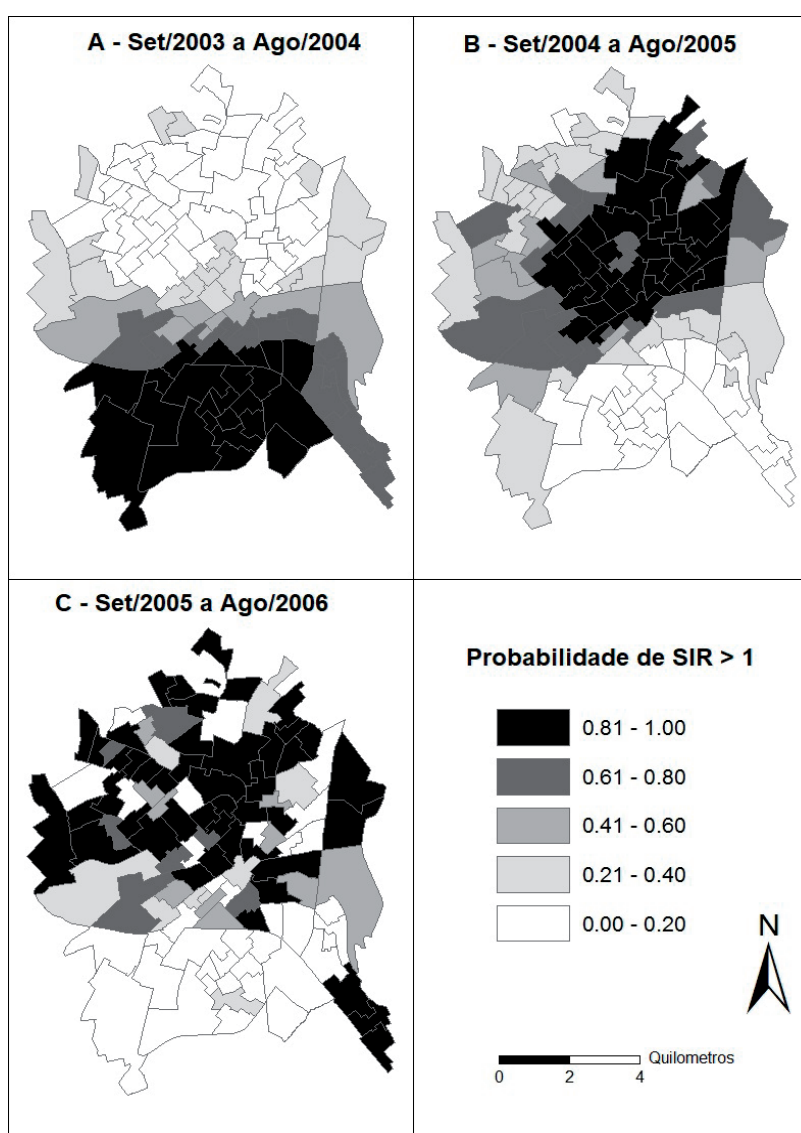 A - Set/2003 a Ago/2004
B - Set/2004 a Ago/2005
C - Set/2005 a Ago/2006
Probabilidade de SIR > 1
0.81 - 1.00
0.61 - 0.80
0.41 - 0.60
0.21 - 0.40
0.00 - 0.20
N
Quilometros
0 2 4